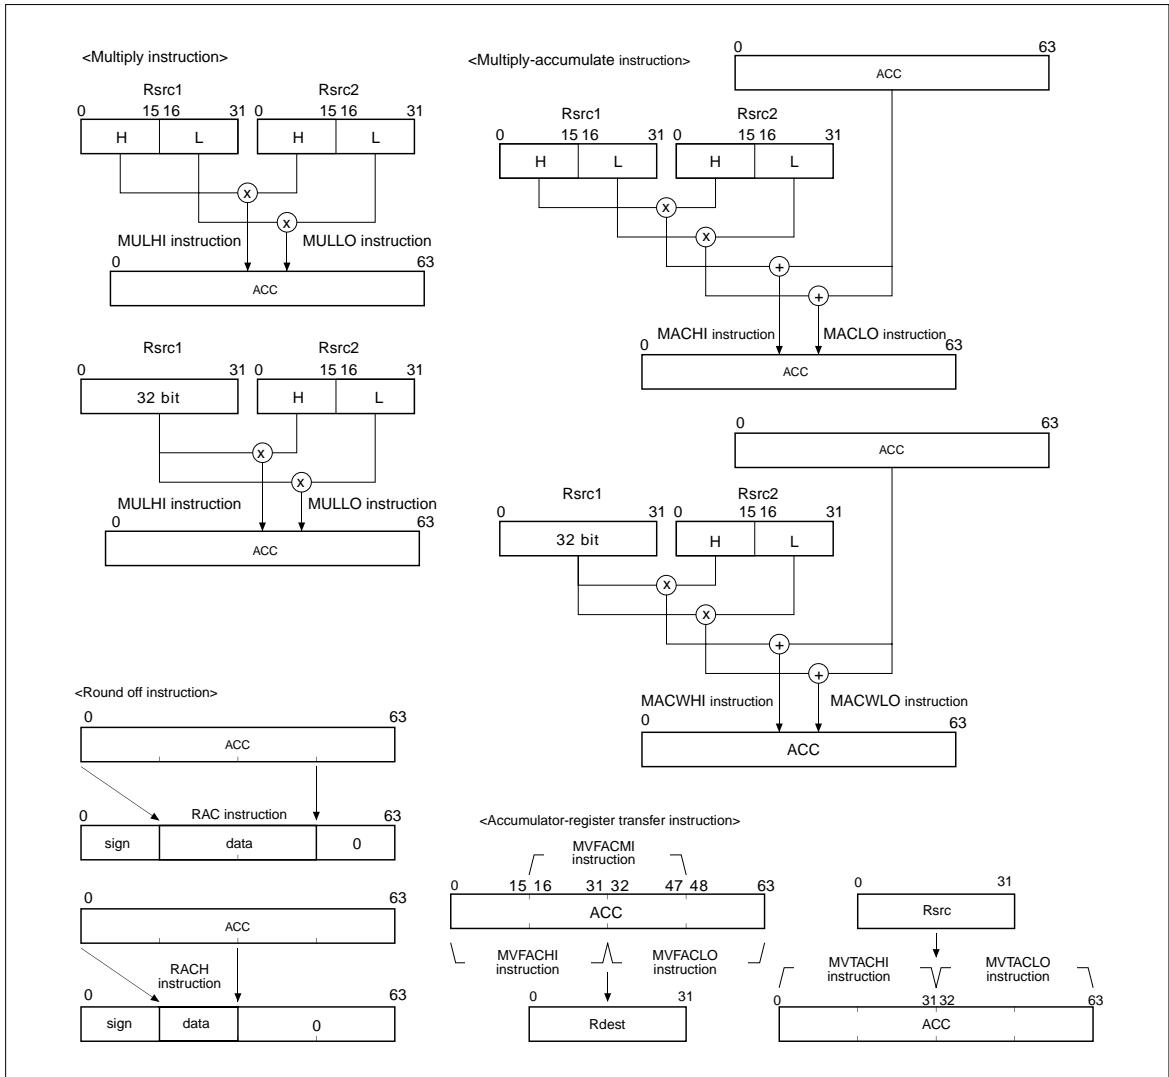 <Multiply instruction>
Rsrc1 Rsrc2
0 15 16 31 0 15 16 31
H L H L
x
x
MULHI instruction MULLO instruction
0 63
ACC
Rsrc1 Rsrc2
0 31 0 15 16 31
32 bit H L
x
x
MULHI instruction MULLO instruction
0 63
ACC
<Multiply-accumulate instruction>
0 63
ACC
Rsrc1 Rsrc2
0 15 16 31 0 15 16 31
H L H L
x
x
+
+
MACHI instruction MACLO instruction
0 63
ACC
0 63
ACC
Rsrc1 Rsrc2
0 31 0 15 16 31
32 bit H L
x
x
+
+
MACWHI instruction MACWLO instruction
0 63
ACC
<Round off instruction>
0 63
ACC
RAC instruction
0 63
sign data 0
0 63
ACC
RACH
instruction
0 63
sign data 0
<Accumulator-register transfer instruction>
MVFACMI
instruction
0 15 16 31 32 47 48 63
ACC
MVFACHI MVFACLO
instruction instruction
0 31
Rdest
0 31
Rsrc
MVTACHI MVTACLO
instruction instruction
0 31 32 63
ACC